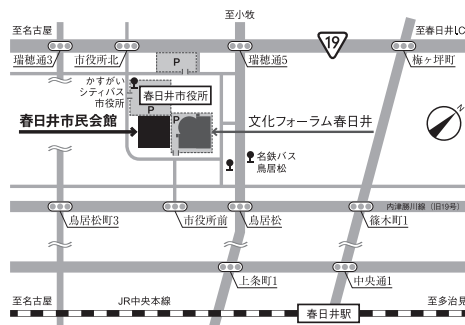 至小牧
至名古屋
至春日井I.C
瑞穂通3
市役所北
瑞穂通5
19
梅ヶ坪町
P
かすがい
シティバス
市役所
春日井市役所
P
春日井市民会館
P
文化フォーラム春日井
N
名鉄バス
鳥居松
内津勝川線(旧19号)
鳥居松町3
市役所前
鳥居松
篠木町1
上条町1
中央通1
至名古屋
JR中央本線
春日井駅
至多治見